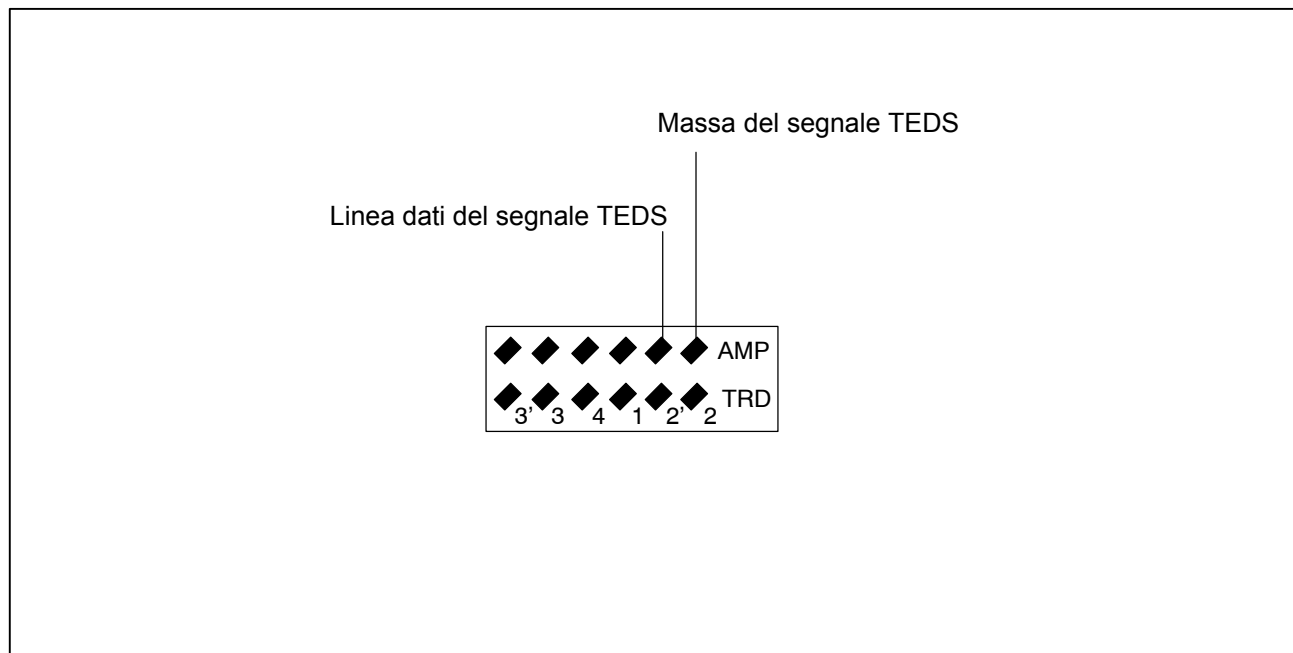 Massa del segnale TEDS
Linea dati del segnale TEDS
AMP
TRD
3’ 3 4 1 2’ 2